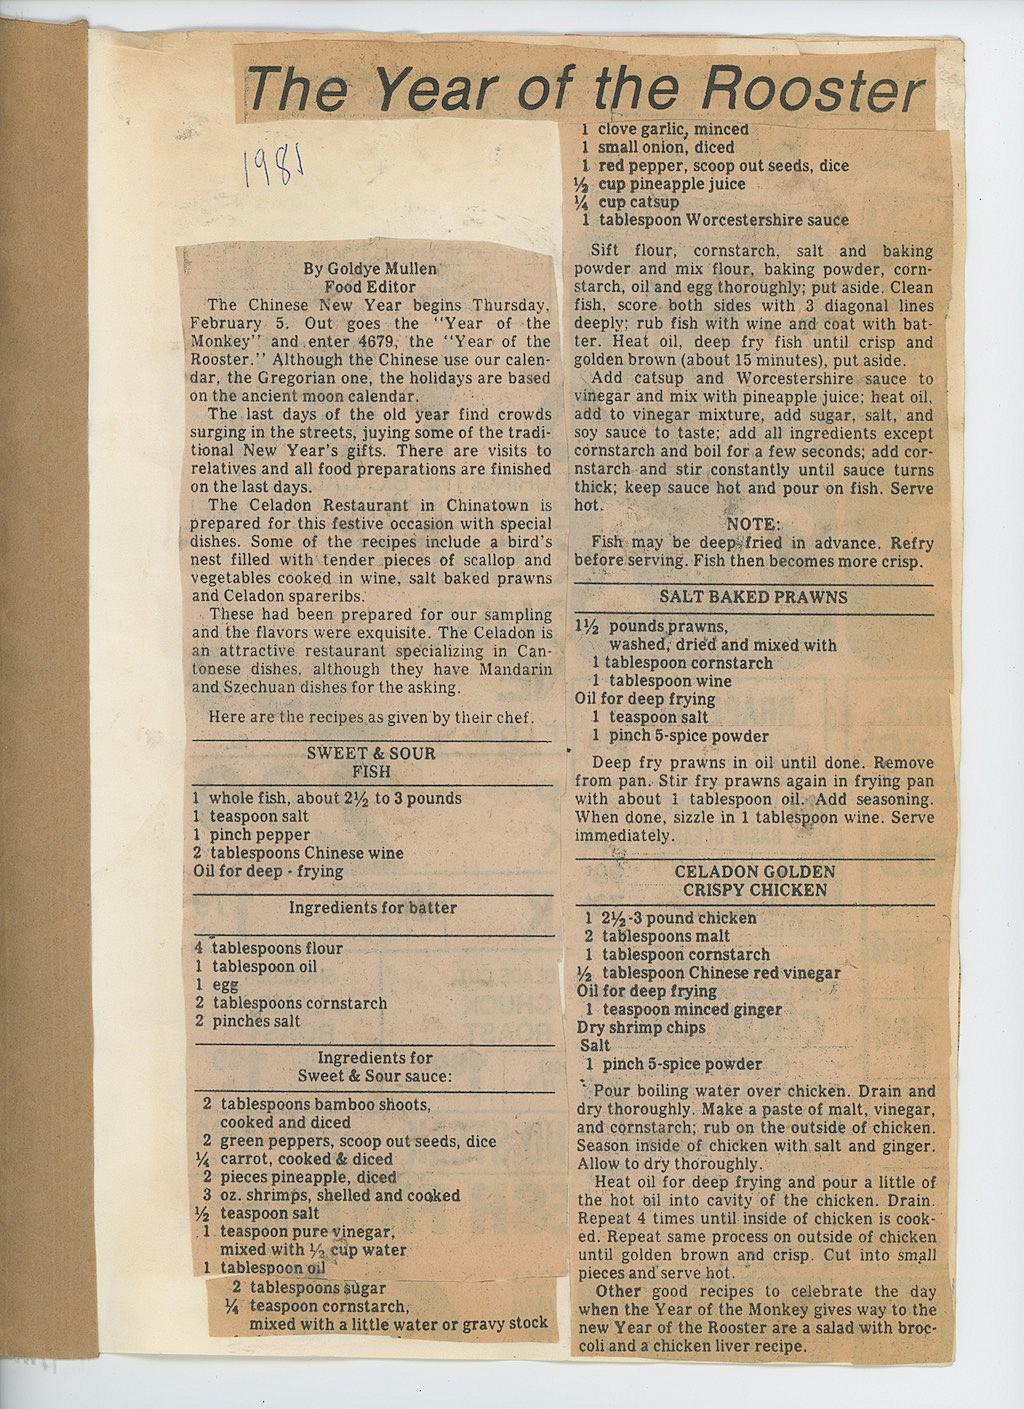 The Year of the Rooster
1981
By Goldye Mullen
Food Editor
The Chinese New Year begins Thursday,
February 5. Out goes the "Year of the
Monkey" and enter 4679, the "Year of the
Rooster." Although the Chinese use our calen-
dar, the Gregorian one, the holidays are based
on the ancient moon calendar.
The last days of the old year find crowds
surging in the streets, juying some of the tradi-
tional New Year's gifts. There are visits to
relatives and all food preparations are finished
on the last days.
The Celadon Restaurant in Chinatown is
prepared for this festive occasion with special
dishes. Some of the recipes include a bird's
nest filled with tender pieces of scallop and
vegetables cooked in wine, salt baked prawns
and Celadon spareribs.
These had been prepared for our sampling
and the flavors were exquisite. The Celadon is
an attractive restaurant specializing in Can-
tonese dishes, although they have Mandarin
and Szechuan dishes for the asking.
Here are the recipes as given by their chef.
SWEET & SOUR
FISH
1 whole fish, about 2½ to 3 pounds
1 teaspoon salt
1 pinch pepper
2 tablespoons Chinese wine
Oil for deep - frying
Ingredients for batter
4 tablespoons flour
1 tablespoon oil
1 egg
2 tablespoons cornstarch
2 pinches salt
Ingredients for
Sweet & Sour sauce:
2 tablespoons bamboo shoots,
cooked and diced
2 green peppers, scoop out seeds, dice
¼ carrot, cooked & diced
2 pieces pineapple, diced
3 oz. shrimps, shelled and cooked
½ teaspoon salt
1 teaspoon pure vinegar,
mixed with ½ cup water
1 tablespoon oil
2 tablespoons sugar
¼ teaspoon cornstarch,
mixed with a little water or gravy stock
1 clove garlic, minced
1 small onion, diced
1 red pepper, scoop out seeds, dice
½ cup pineapple juice
¼ cup catsup
1 tablespoon Worcestershire sauce
Sift flour, cornstarch, salt and baking
powder and mix flour, baking powder, corn-
starch, oil and egg thoroughly; put aside. Clean
fish, score both sides with 3 diagonal lines
deeply; rub fish with wine and coat with bat-
ter. Heat oil, deep fry fish until crisp and
golden brown (about 15 minutes), put aside.
Add catsup and Worcestershire sauce to
vinegar and mix with pineapple juice; heat oil,
add to vinegar mixture, add sugar, salt, and
soy sauce to taste; add all ingredients except
cornstarch and boil for a few seconds; add cor-
nstarch and stir constantly until sauce turns
thick; keep sauce hot and pour on fish. Serve
hot.
NOTE:
Fish may be deep fried in advance. Refry
before serving. Fish then becomes more crisp.
SALT BAKED PRAWNS
1½ pounds prawns,
washed, dried and mixed with
1 tablespoon cornstarch
1 tablespoon wine
Oil for deep frying
1 teaspoon salt
1 pinch 5-spice powder
Deep fry prawns in oil until done. Remove
from pan. Stir fry prawns again in frying pan
with about 1 tablespoon oil. Add seasoning.
When done, sizzle in 1 tablespoon wine. Serve
immediately.
CELADON GOLDEN
CRISPY CHICKEN
1 2½-3 pound chicken
2 tablespoons malt
1 tablespoon cornstarch
½ tablespoon Chinese red vinegar
Oil for deep frying
1 teaspoon minced ginger
Dry shrimp chips
Salt
1 pinch 5-spice powder
Pour boiling water over chicken. Drain and
dry thoroughly. Make a paste of malt, vinegar,
and cornstarch; rub on the outside of chicken.
Season inside of chicken with salt and ginger.
Allow to dry thoroughly.
Heat oil for deep frying and pour a little of
the hot oil into cavity of the chicken. Drain.
Repeat 4 times until inside of chicken is cook-
ed. Repeat same process on outside of chicken
until golden brown and crisp. Cut into small
pieces and serve hot.
Other good recipes to celebrate the day
when the Year of the Monkey gives way to the
new Year of the Rooster are a salad with broc-
coli and a chicken liver recipe.